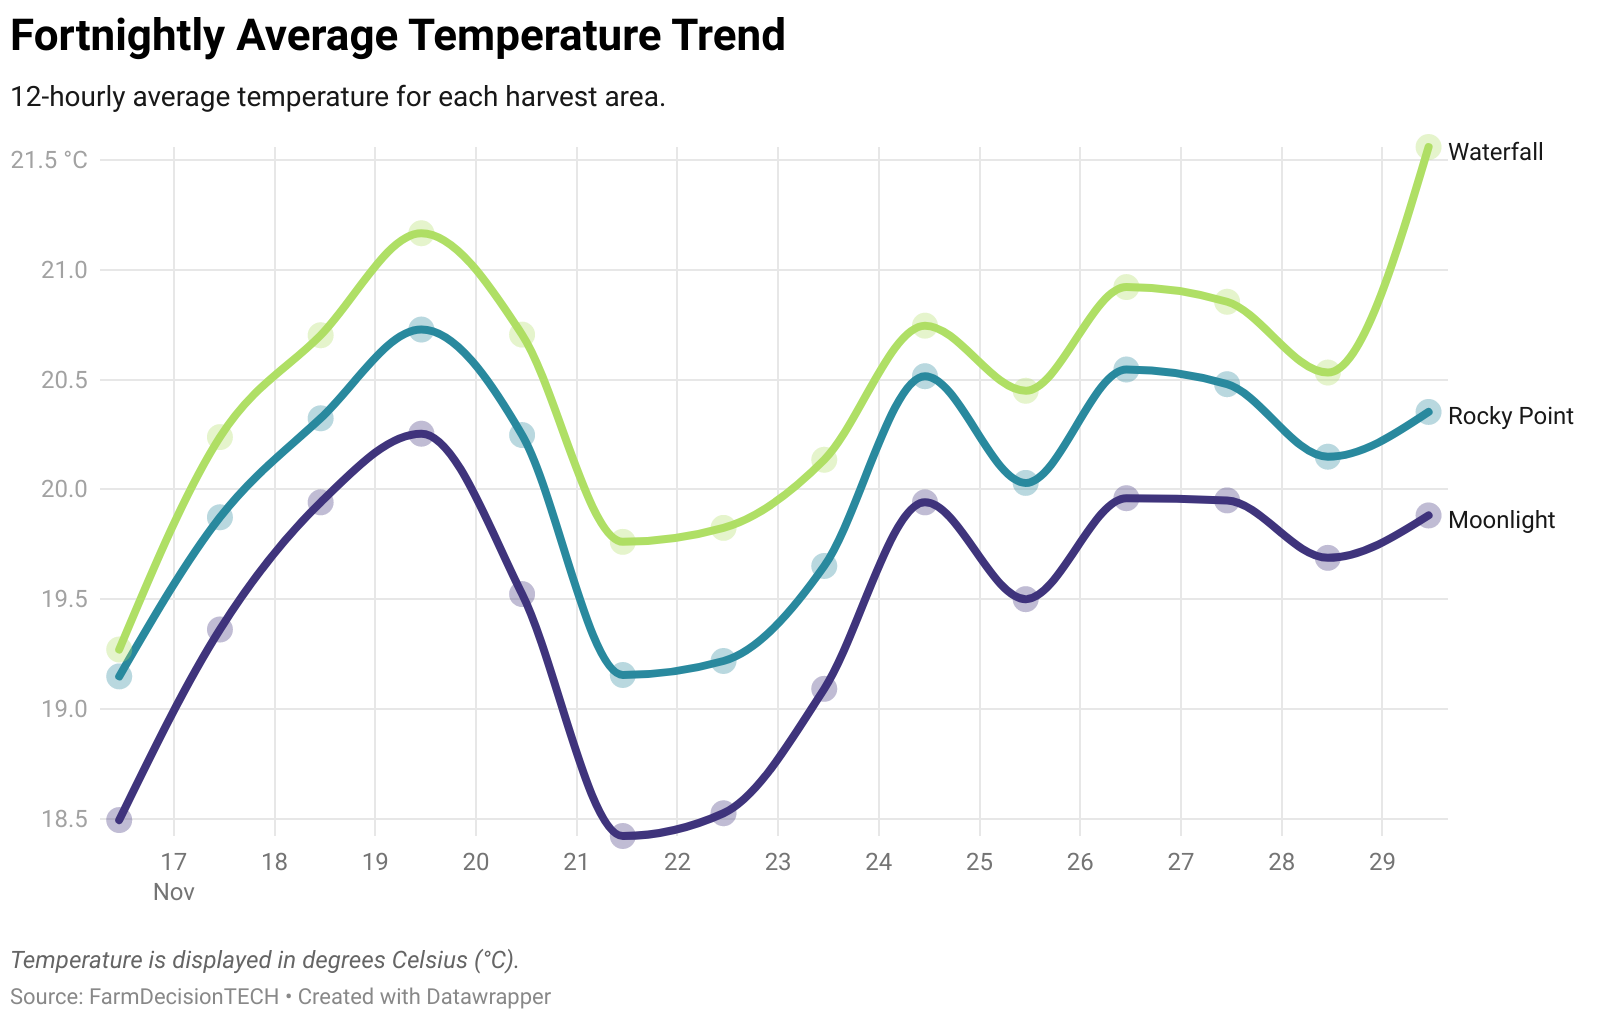 Fortnightly Average Temperature Trend
12-hourly average temperature for each harvest area.
21.5 °C
21.0
20.5
20.0
19.5
19.0
18.5
Waterfall
Rocky Point
Moonlight
17 18 19 20 21 22 23 24 25 26 27 28 29
Nov
Temperature is displayed in degrees Celsius (°C).
Source: FarmDecisionTECH • Created with Datawrapper